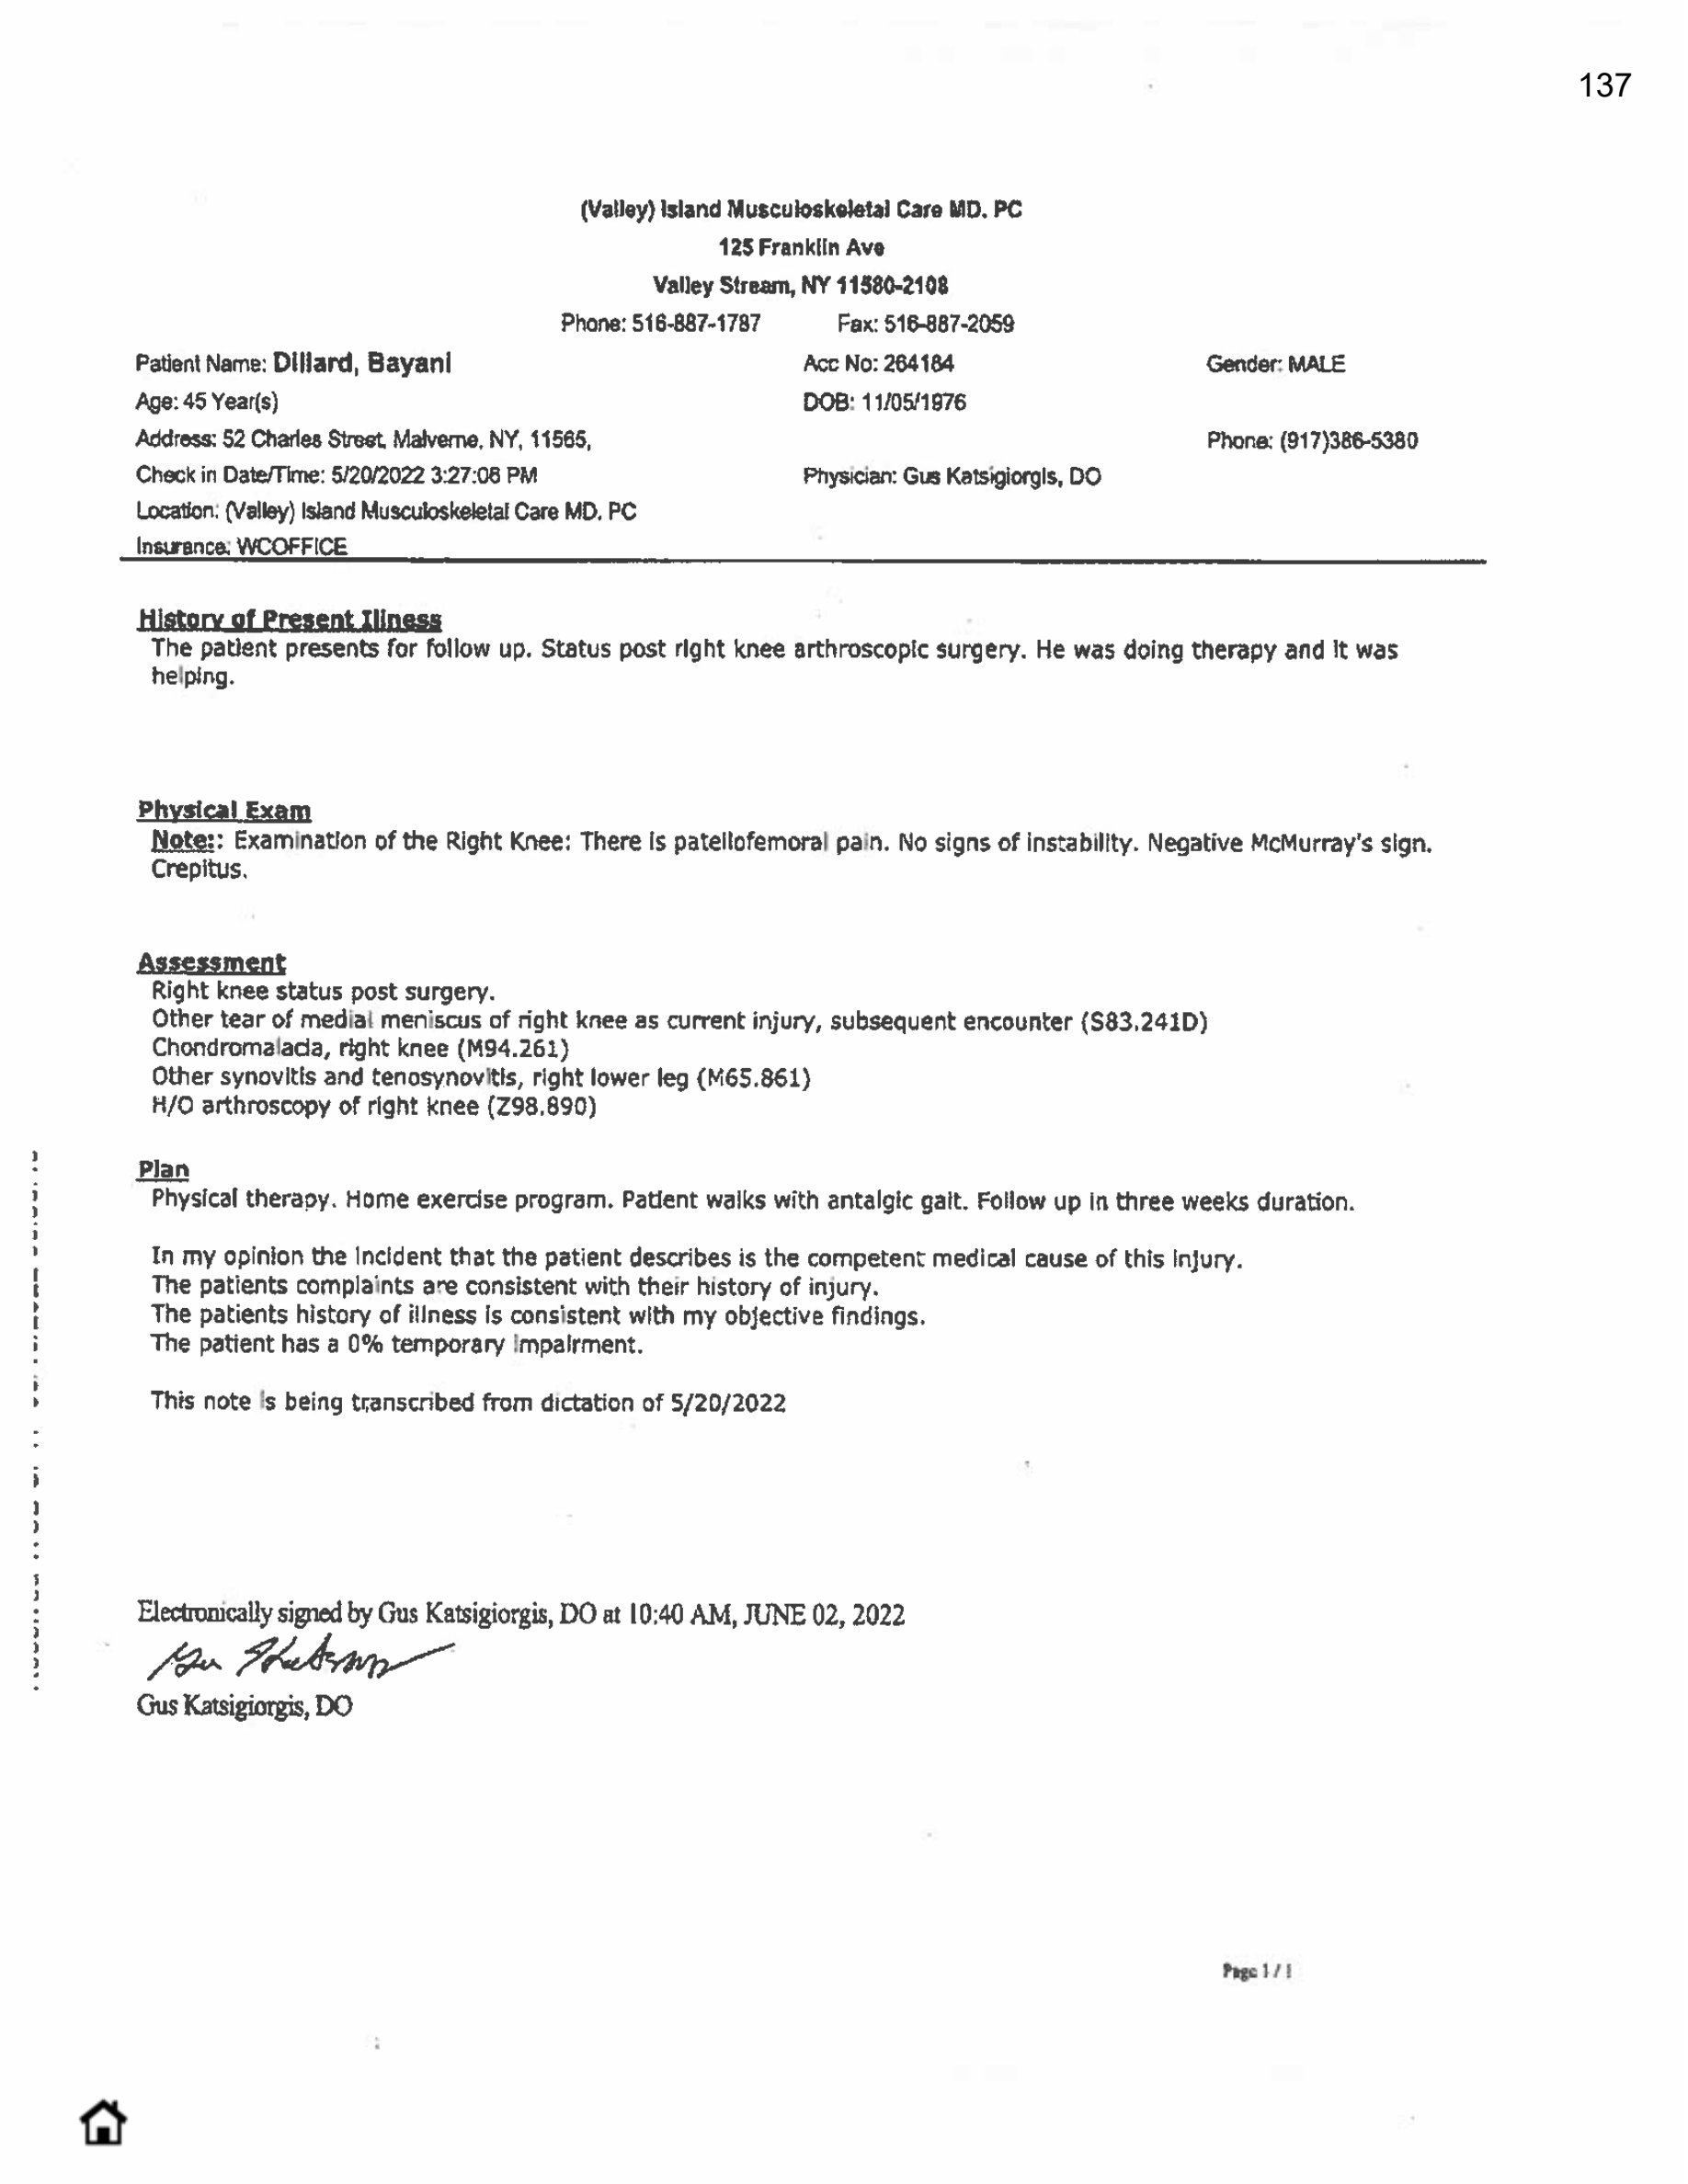 137
(Valley) Island Musculoskeletal Care MD. PC
125 Franklin Ave
Valley Stream, NY 11580-2108
Phone: 516-887-1787 Fax: 516-887-2059
Patient Name: Dillard, Bayani Acc No: 264184 Gender: MALE
Age: 45 Year(s) DOB: 11/05/1976
Address: 52 Charles Street, Malverne, NY, 11565, Phone: (917)386-5380
Check in Date/Time: 5/20/2022 3:27:06 PM Physician: Gus Katsigiorgis, DO
Location: (Valley) Island Musculoskeletal Care MD. PC
Insurance: WCOFFICE
History of Present Illness
The patient presents for follow up. Status post right knee arthroscopic surgery. He was doing therapy and it was
helping.
Physical Exam
Note:: Examination of the Right Knee: There is patellofemoral pain. No signs of instability. Negative McMurray's sign.
Crepitus.
Assessment
Right knee status post surgery.
Other tear of medial meniscus of right knee as current injury, subsequent encounter (S83.241D)
Chondromalacia, right knee (M94.261)
Other synovitis and tenosynovitis, right lower leg (M65.861)
H/O arthroscopy of right knee (Z98.890)
Plan
Physical therapy. Home exercise program. Patient walks with antalgic gait. Follow up in three weeks duration.
In my opinion the incident that the patient describes is the competent medical cause of this injury.
The patients complaints are consistent with their history of injury.
The patients history of illness is consistent with my objective findings.
The patient has a 0% temporary impairment.
This note is being transcribed from dictation of 5/20/2022
Electronically signed by Gus Katsigiorgis, DO at 10:40 AM, JUNE 02, 2022
Gus Katsigiorgis, DO
Page 1 / 1